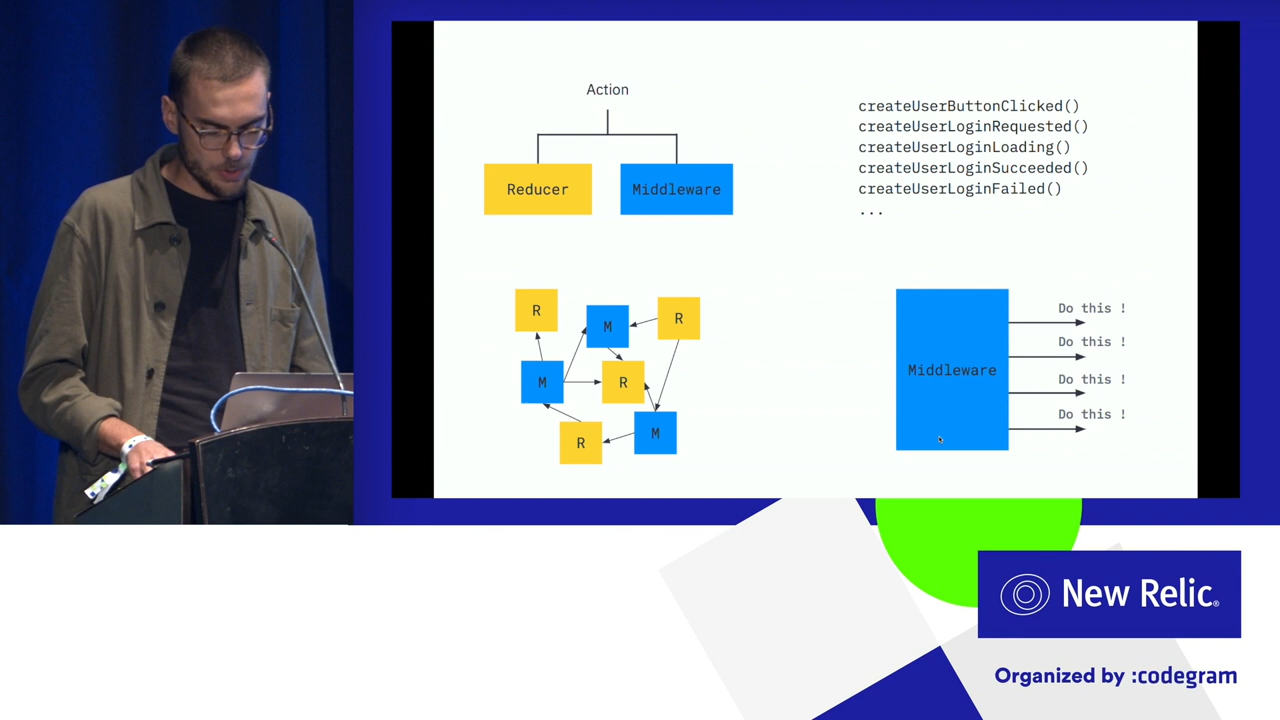 Action
Reducer
Middleware
createUserButtonClicked()
createUserLoginRequested()
createUserLoginLoading()
createUserLoginSucceeded()
createUserLoginFailed()
...
R
M
R
M
R
R
M
Middleware
Do this !
Do this !
Do this !
Do this !
New Relic®
Organized by :codegram